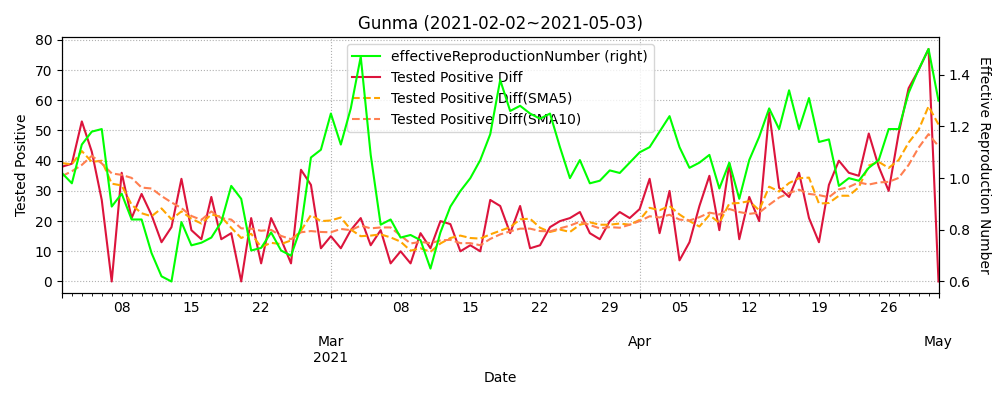 Gunma (2021-02-02~2021-05-03)
effectiveReproductionNumber (right)
Tested Positive Diff
Tested Positive Diff(SMA5)
Tested Positive Diff(SMA10)
Tested Positive
80
70
60
50
40
30
20
10
0
Effective Reproduction Number
1.4
1.2
1.0
0.8
0.6
08 15 22 08 15 22 29 05 12 19 26
Mar Apr May
2021
Date